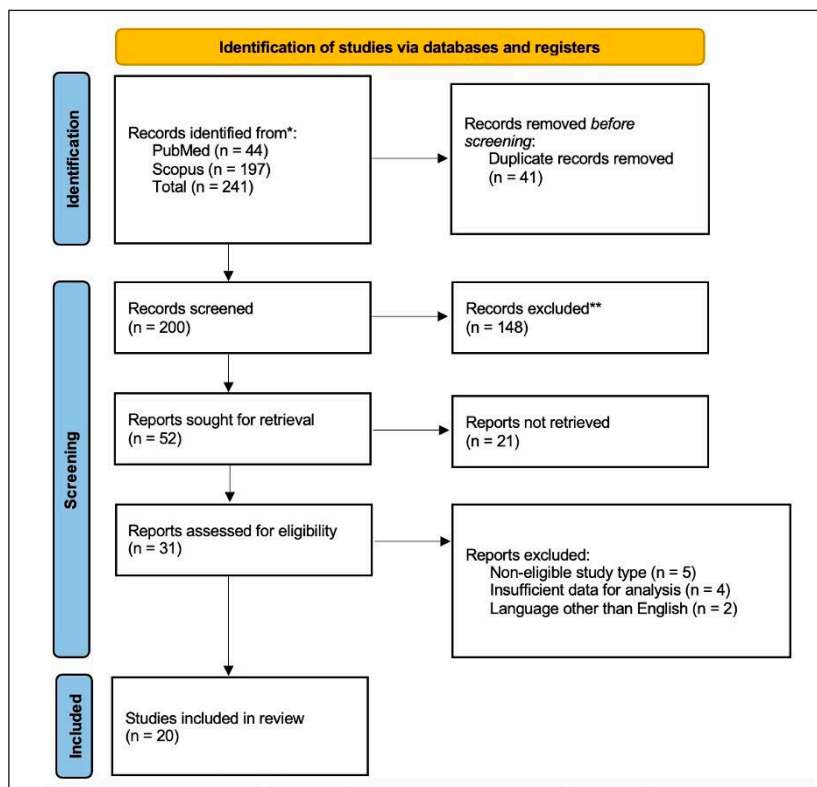 Identification of studies via databases and registers
Identification
Records identified from*:
PubMed (n = 44)
Scopus (n = 197)
Total (n = 241)
Records removed before
screening:
Duplicate records removed
(n = 41)
Screening
Records screened
(n = 200)
Records excluded**
(n = 148)
Reports sought for retrieval
(n = 52)
Reports not retrieved
(n = 21)
Reports assessed for eligibility
(n = 31)
Reports excluded:
Non-eligible study type (n = 5)
Insufficient data for analysis (n = 4)
Language other than English (n = 2)
Included
Studies included in review
(n = 20)